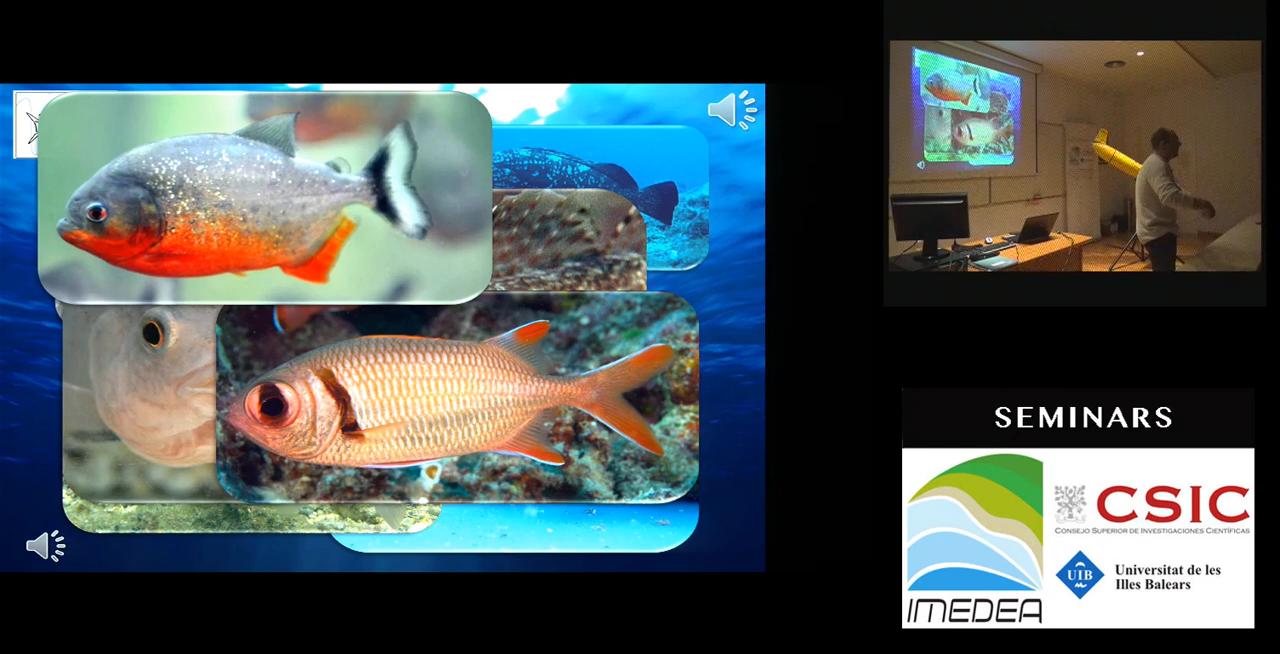 SEMINARS
IMEDEA
CSIC
CONSEJO SUPERIOR DE INVESTIGACIONES CIENTÍFICAS
UIB
Universitat de les
Illes Balears